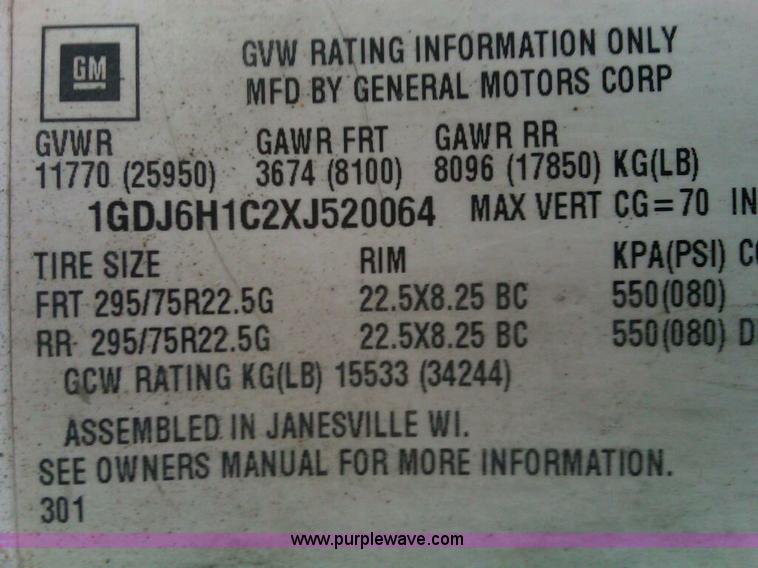 GM
GVW RATING INFORMATION ONLY
MFD BY GENERAL MOTORS CORP
GVWR GAWR FRT GAWR RR
11770 (25950) 3674 (8100) 8096 (17850) KG(LB)
1GDJ6H1C2XJ520064 MAX VERT CG=70 IN
TIRE SIZE RIM KPA(PSI) CO
FRT 295/75R22.5G 22.5X8.25 BC 550(080)
RR 295/75R22.5G 22.5X8.25 BC 550(080) D
GCW RATING KG(LB) 15533 (34244)
ASSEMBLED IN JANESVILLE WI.
SEE OWNERS MANUAL FOR MORE INFORMATION.
301
www.purplewave.com